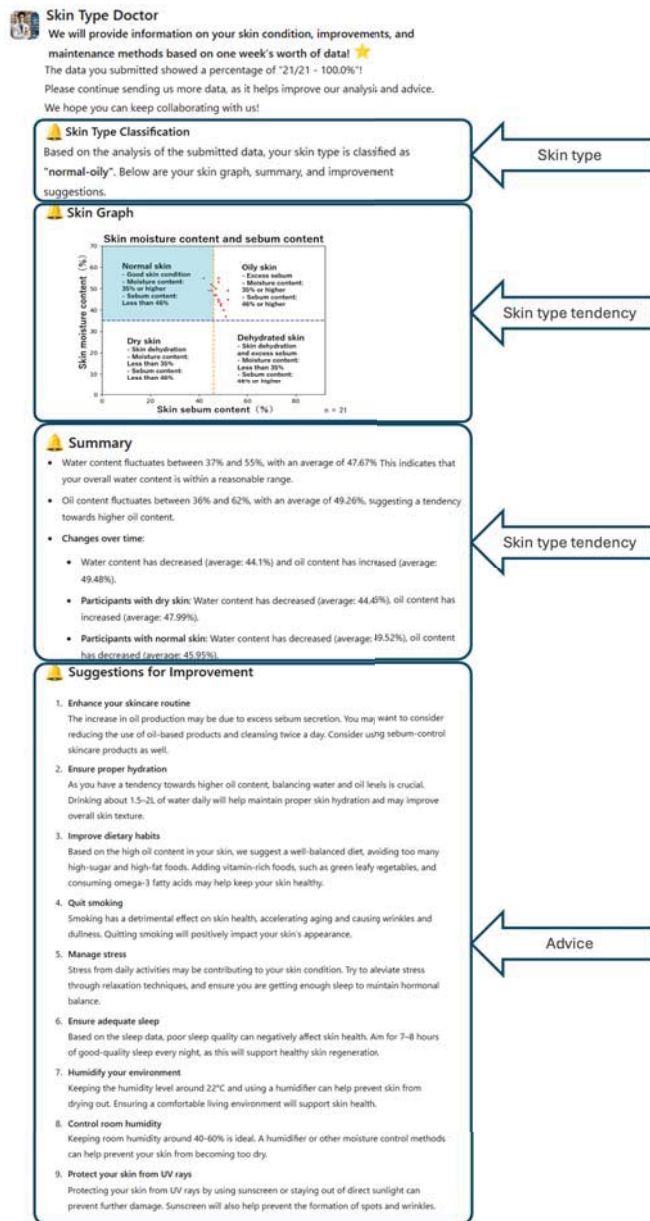 Skin Type Doctor
We will provide information on your skin condition, improvements, and
maintenance methods based on one week's worth of data! ⭐
The data you submitted showed a percentage of "21/21 - 100.0%"!
Please continue sending us more data, as it helps improve our analysis and advice.
We hope you can keep collaborating with us!
🔔 Skin Type Classification
Based on the analysis of the submitted data, your skin type is classified as
"normal-oily". Below are your skin graph, summary, and improvement
suggestions.
Skin type
🔔 Skin Graph
Skin moisture content and sebum content
Skin moisture content (%)
70
60
50
40
30
20
10
0
Normal skin
- Good skin condition
- Moisture content:
35% or higher
- Sebum content:
Less than 46%
Oily skin
- Excess sebum
- Moisture content:
35% or higher
- Sebum content:
46% or higher
Dry skin
- Skin dehydration
- Moisture content:
Less than 35%
- Sebum content:
Less than 46%
Dehydrated skin
- Skin dehydration
and excess sebum
- Moisture content:
Less than 35%
- Sebum content:
46% or higher
0 20 40 60 80
Skin sebum content (%)
n = 21
Skin type tendency
🔔 Summary
• Water content fluctuates between 37% and 55%, with an average of 47.67% This indicates that
your overall water content is within a reasonable range.
• Oil content fluctuates between 36% and 62%, with an average of 49.26%, suggesting a tendency
towards higher oil content.
• Changes over time:
• Water content has decreased (average: 44.1%) and oil content has increased (average:
49.48%).
• Participants with dry skin: Water content has decreased (average: 44.45%), oil content has
increased (average: 47.99%).
• Participants with normal skin: Water content has decreased (average: 49.52%), oil content
has decreased (average: 45.95%).
Skin type tendency
🔔 Suggestions for Improvement
1. Enhance your skincare routine
The increase in oil production may be due to excess sebum secretion. You may want to consider
reducing the use of oil-based products and cleansing twice a day. Consider using sebum-control
skincare products as well.
2. Ensure proper hydration
As you have a tendency towards higher oil content, balancing water and oil levels is crucial.
Drinking about 1.5–2L of water daily will help maintain proper skin hydration and may improve
overall skin texture.
3. Improve dietary habits
Based on the high oil content in your skin, we suggest a well-balanced diet, avoiding too many
high-sugar and high-fat foods. Adding vitamin-rich foods, such as green leafy vegetables, and
consuming omega-3 fatty acids may help keep your skin healthy.
4. Quit smoking
Smoking has a detrimental effect on skin health, accelerating aging and causing wrinkles and
dullness. Quitting smoking will positively impact your skin's appearance.
5. Manage stress
Stress from daily activities may be contributing to your skin condition. Try to aleviate stress
through relaxation techniques, and ensure you are getting enough sleep to maintain hormonal
balance.
6. Ensure adequate sleep
Based on the sleep data, poor sleep quality can negatively affect skin health. Aim for 7–8 hours
of good-quality sleep every night, as this will support healthy skin regeneration.
7. Humidify your environment
Keeping the humidity level around 22°C and using a humidifier can help prevent skin from
drying out. Ensuring a comfortable living environment will support skin health.
8. Control room humidity
Keeping room humidity around 40-60% is ideal. A humidifier or other moisture control methods
can help prevent your skin from becoming too dry.
9. Protect your skin from UV rays
Protecting your skin from UV rays by using sunscreen or staying out of direct sunlight can
prevent further damage. Sunscreen will also help prevent the formation of spots and wrinkles.
Advice